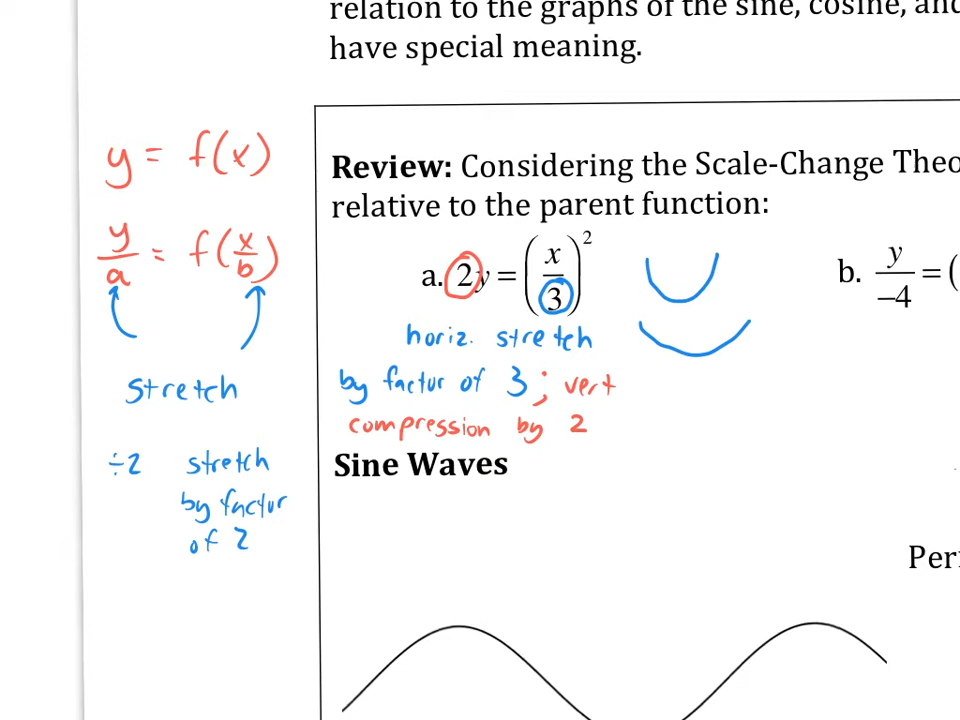 relation to the graphs of the sine, cosine, and
have special meaning.
y = f(x)
y/a = f(x/b)
stretch
÷2 stretch
by factor
of 2
Review: Considering the Scale-Change Theo
relative to the parent function:
a. 2y = (x/3)²
b. y/−4 = (
horiz. stretch
by factor of 3 ; vert
compression by 2
Sine Waves
Per